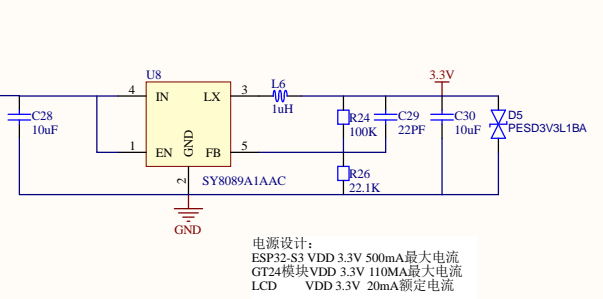 U8
L6
3.3V
4 IN LX 3
1uH
C28
10uF
R24
100K
C29
22PF
C30
10uF
D5
PESD3V3L1BA
1 EN GND FB 5
2
SY8089A1AAC
R26
22.1K
GND
电源设计：
ESP32-S3 VDD 3.3V 500mA最大电流
GT24模块VDD 3.3V 110MA最大电流
LCD VDD 3.3V 20mA额定电流